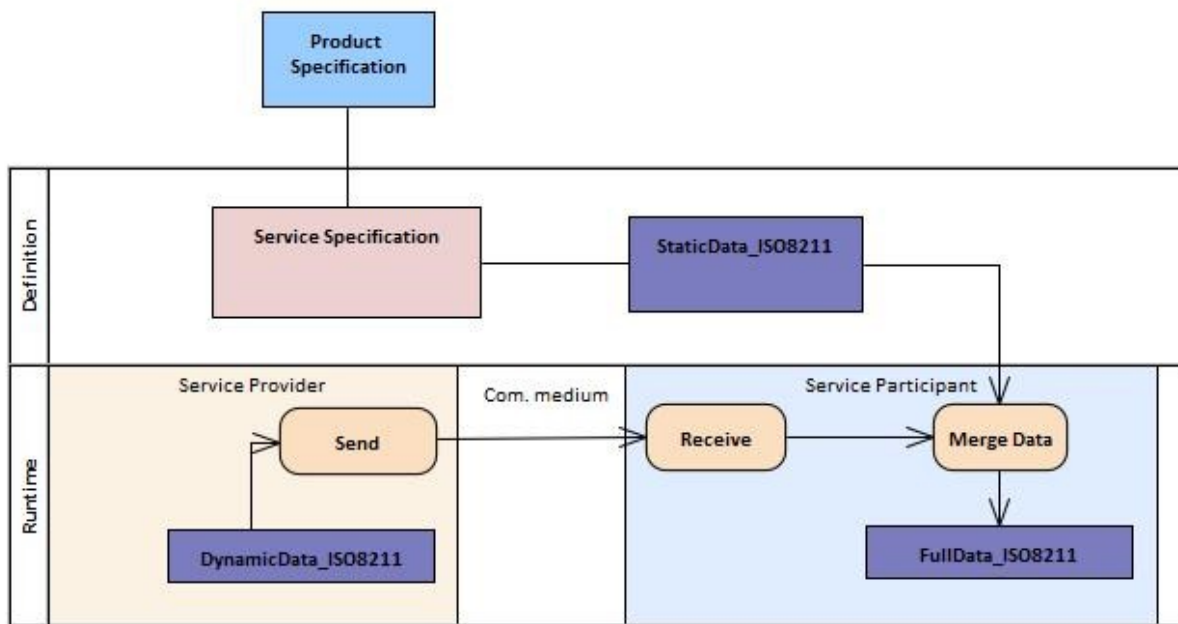 Product
Specification
Definition
Service Specification
StaticData_ISO8211
Runtime
Service Provider
Com. medium
Service Participant
Send
Receive
Merge Data
DynamicData_ISO8211
FullData_ISO8211